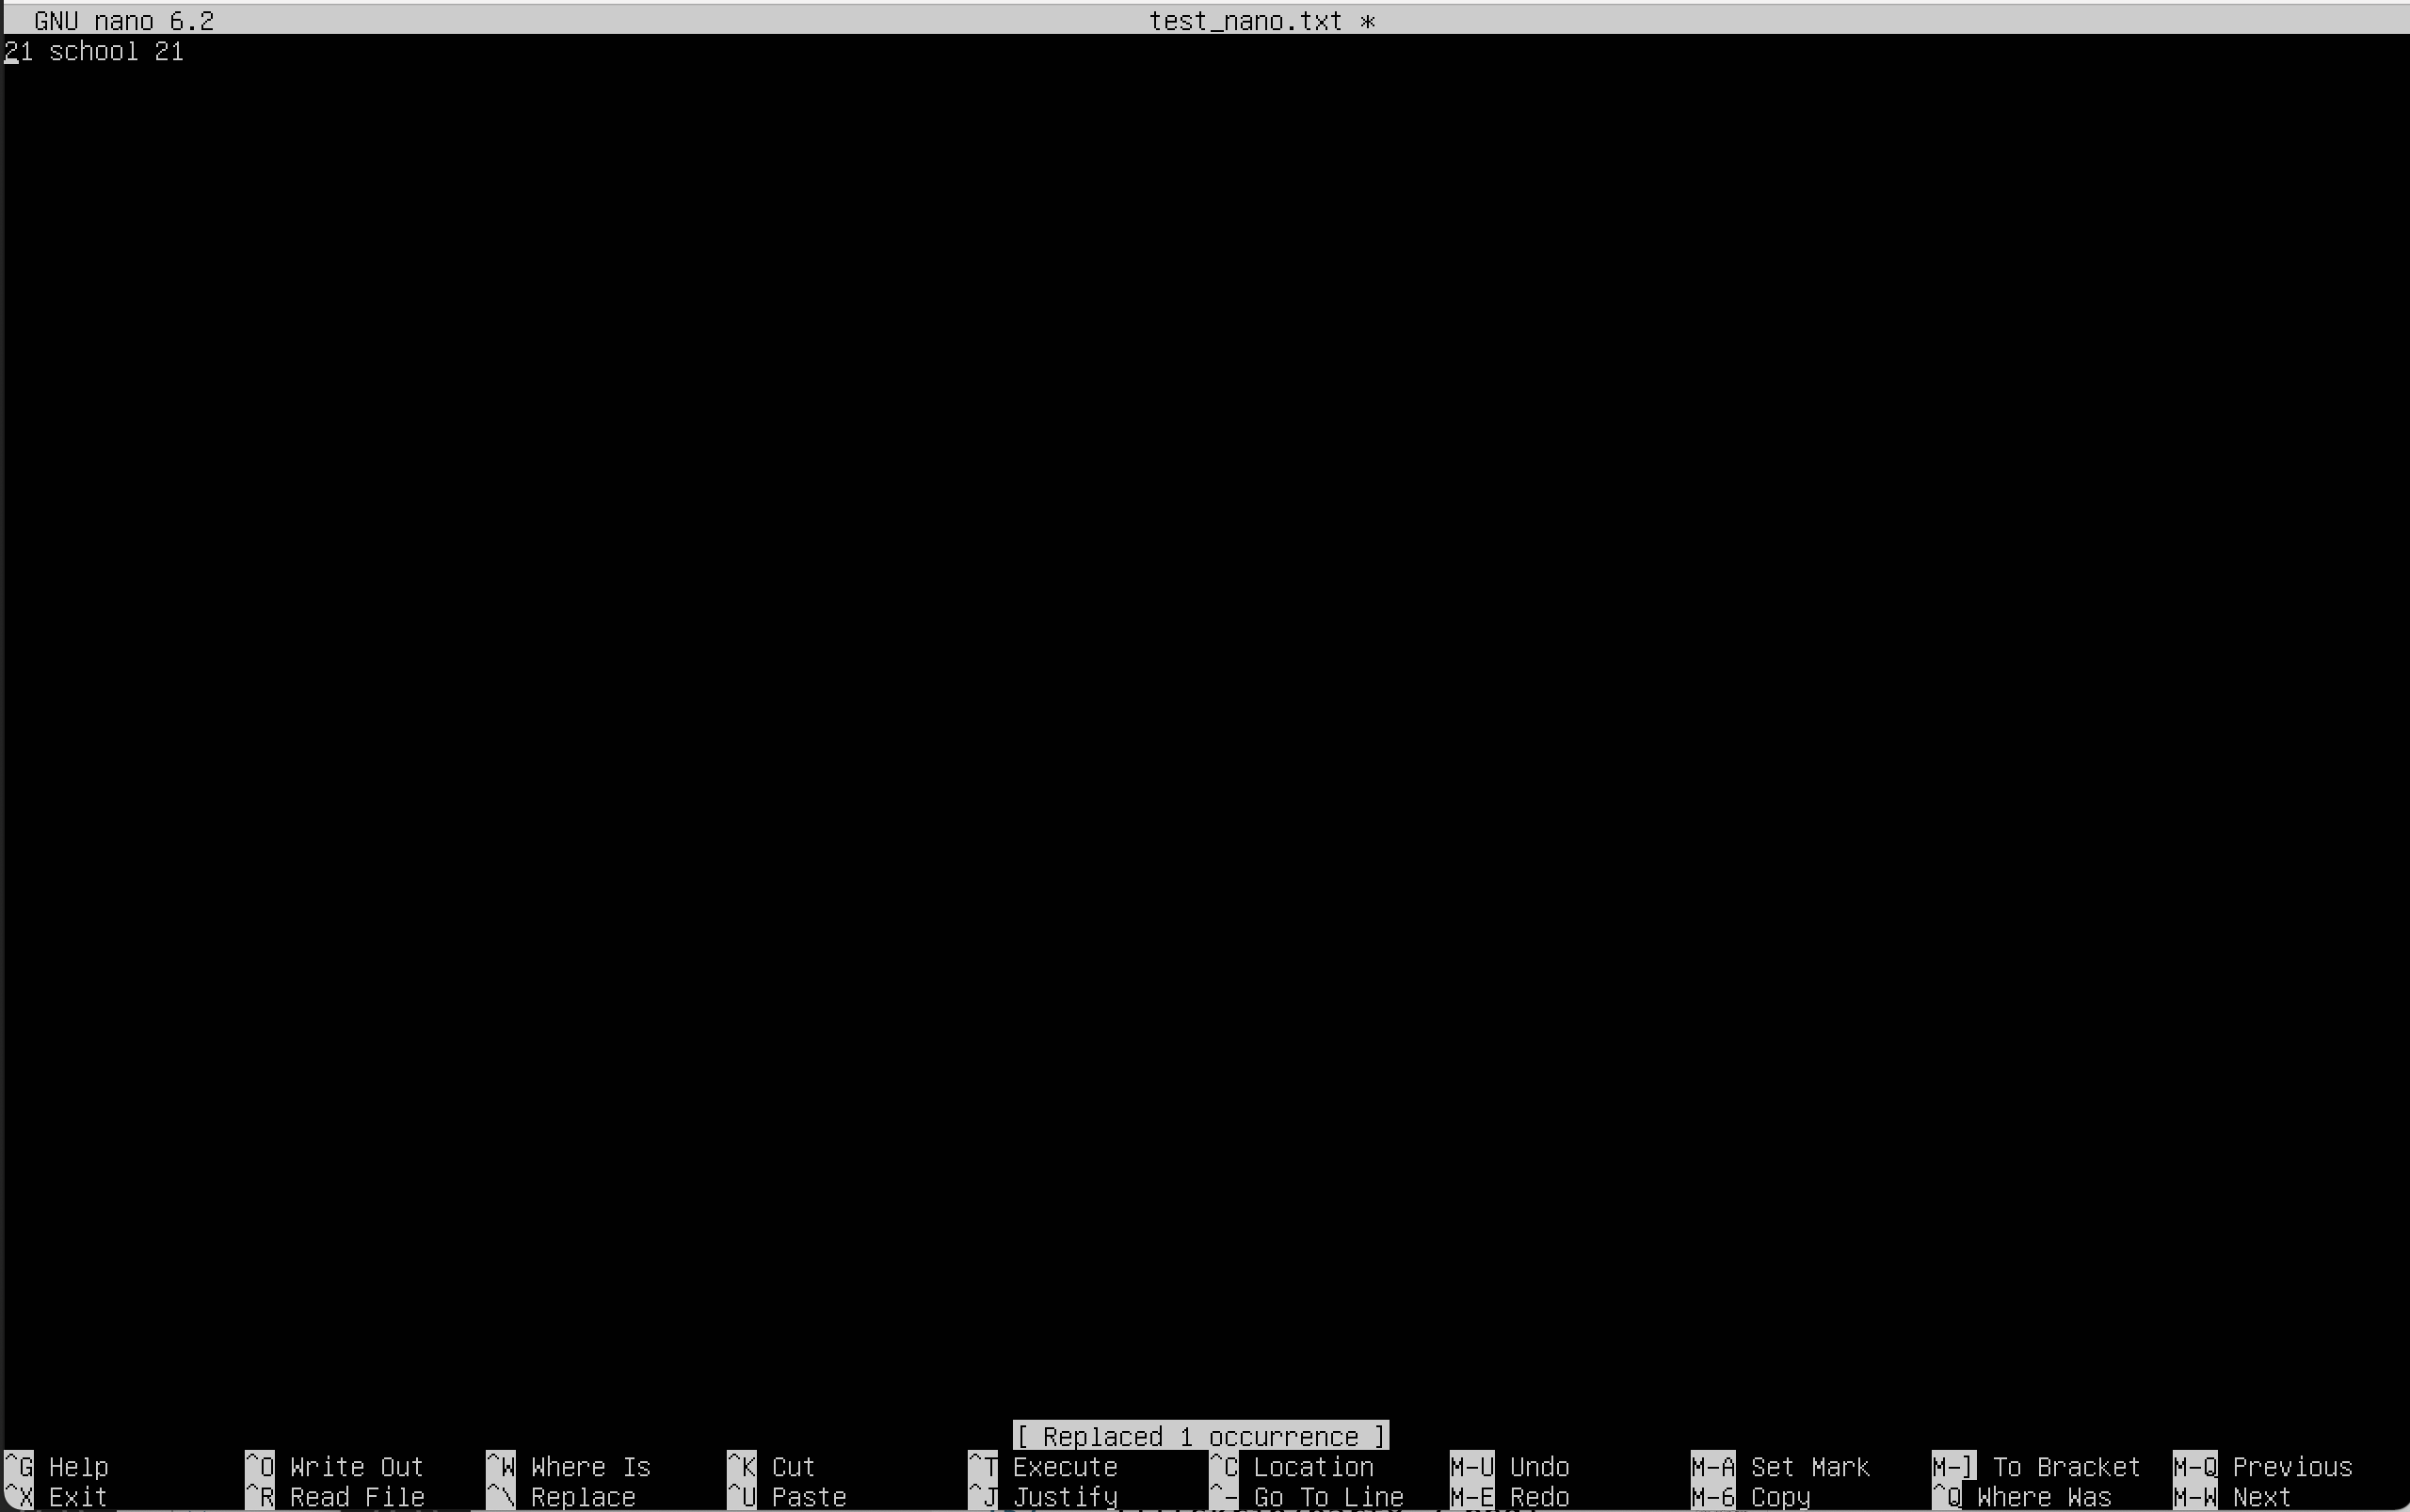 GNU nano 6.2 test_nano.txt *
21 school 21
[ Replaced 1 occurrence ]
^G Help ^O Write Out ^W Where Is ^K Cut ^T Execute ^C Location M-U Undo M-A Set Mark M-] To Bracket M-Q Previous
^X Exit ^R Read File ^\ Replace ^U Paste ^J Justify ^- Go To Line M-E Redo M-6 Copy ^Q Where Was M-W Next